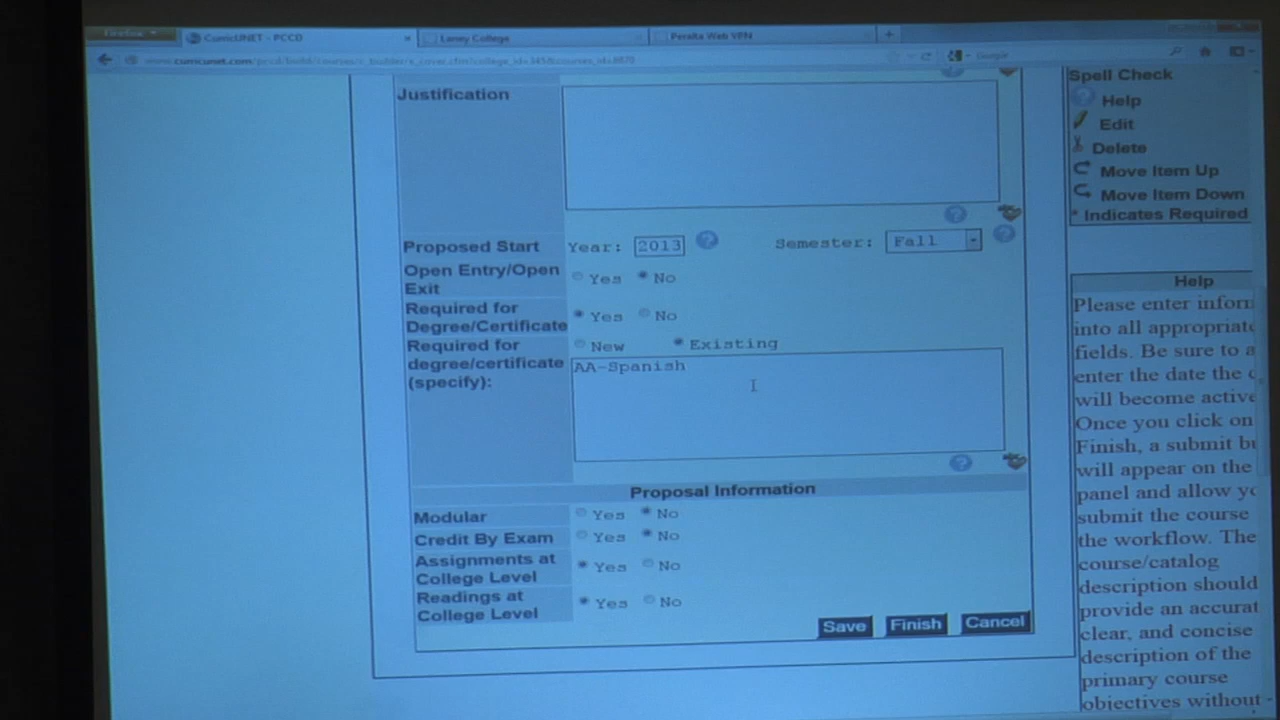 Firefox
CurricUNET - PCCD
Laney College
Peralta Web VPN
Google
Justification
Proposed Start
Year: 2013
Semester: Fall
Open Entry/Open
Exit
Yes No
Required for
Degree/Certificate
Yes No
Required for
degree/certificate
(specify):
New Existing
AA-Spanish
Proposal Information
Modular
Yes No
Credit By Exam
Yes No
Assignments at
College Level
Yes No
Readings at
College Level
Yes No
Save Finish Cancel
Spell Check
Help
Edit
Delete
Move Item Up
Move Item Down
* Indicates Required
Help
Please enter inform
into all appropriate
fields. Be sure to a
enter the date the c
will become active
Once you click on
Finish, a submit bu
will appear on the
panel and allow yo
submit the course
the workflow. The
course/catalog
description should
provide an accurat
clear, and concise
description of the
primary course
objectives without